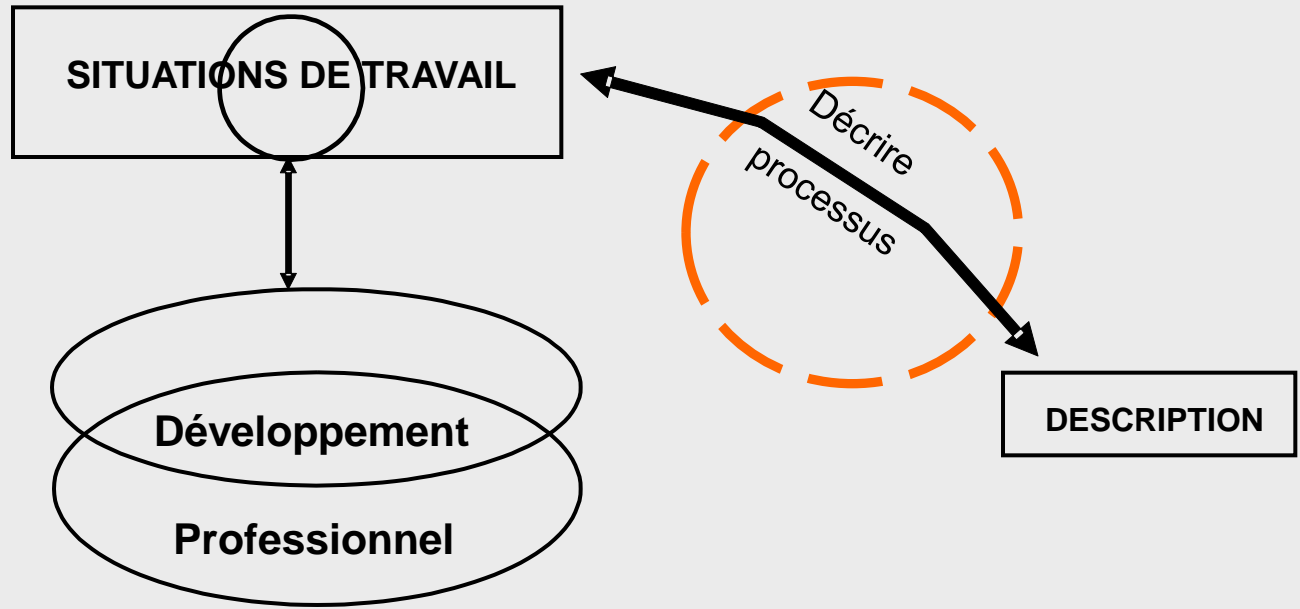 SITUATIONS DE TRAVAIL
Décrire
processus
DESCRIPTION
Développement
Professionnel